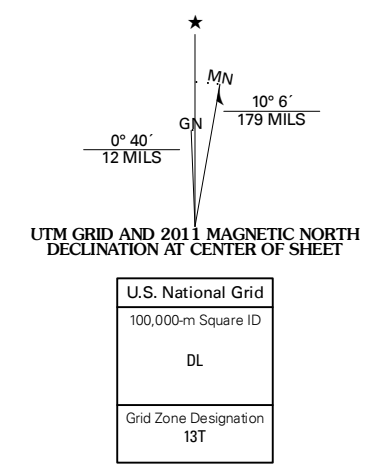 ★
MN
10° 6´
179 MILS
GN
0° 40´
12 MILS
UTM GRID AND 2011 MAGNETIC NORTH
DECLINATION AT CENTER OF SHEET
U.S. National Grid
100,000-m Square ID
DL
Grid Zone Designation
13T